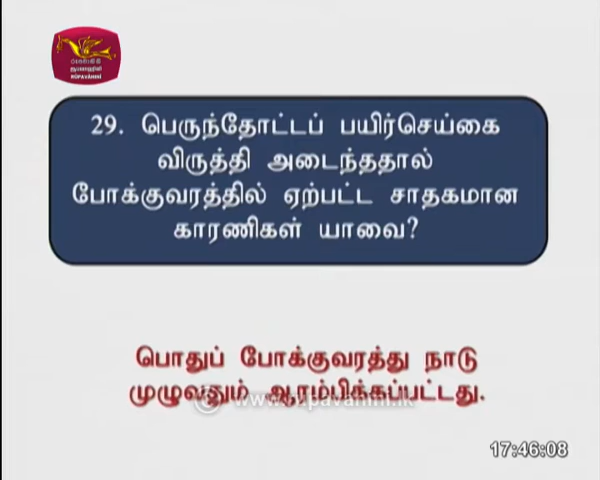 RUPAVAHINI
29. பெருந்தோட்டப் பயிர்செய்கை
விருத்தி அடைந்ததால்
போக்குவரத்தில் ஏற்பட்ட சாதகமான
காரணிகள் யாவை?
பொதுப் போக்குவரத்து நாடு
முழுவதும் ஆரம்பிக்கப்பட்டது.
17:46:08